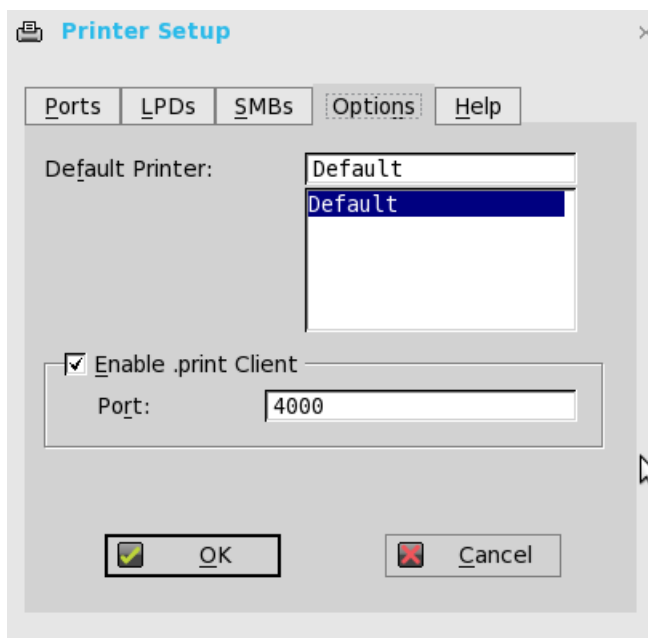 Printer Setup
Ports LPDs SMBs Options Help
Default Printer: Default
Default
Enable .print Client
Port: 4000
OK Cancel